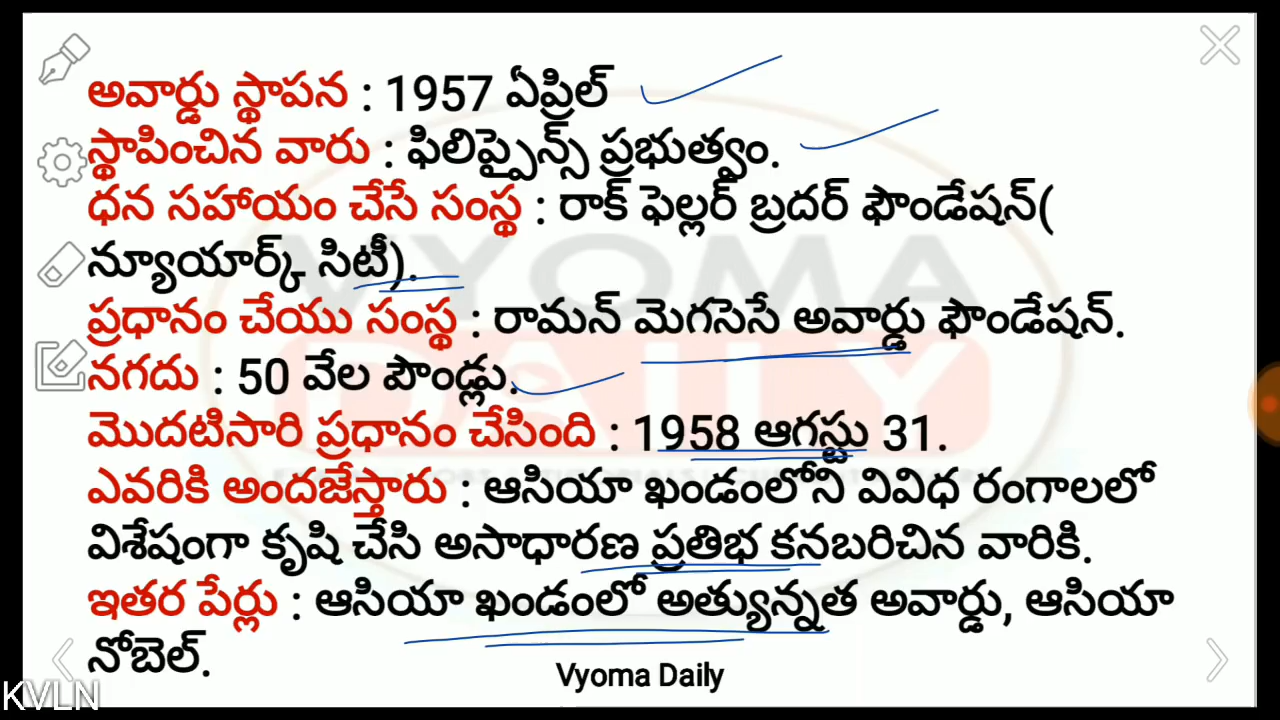 అవార్డు స్థాపన : 1957 ఏప్రిల్
స్థాపించిన వారు : ఫిలిప్పైన్స్ ప్రభుత్వం.
ధన సహాయం చేసే సంస్థ : రాక్ ఫెల్లర్ బ్రదర్ ఫౌండేషన్(
న్యూయార్క్ సిటీ).
ప్రధానం చేయు సంస్థ : రామన్ మెగసెసే అవార్డు ఫౌండేషన్.
నగదు : 50 వేల పౌండ్లు.
మొదటిసారి ప్రధానం చేసింది : 1958 ఆగస్టు 31.
ఎవరికి అందజేస్తారు : ఆసియా ఖండంలోని వివిధ రంగాలలో
విశేషంగా కృషి చేసి అసాధారణ ప్రతిభ కనబరిచిన వారికి.
ఇతర పేర్లు : ఆసియా ఖండంలో అత్యున్నత అవార్డు, ఆసియా
నోబెల్.
Vyoma Daily
KVLN
VYOMA
DAILY